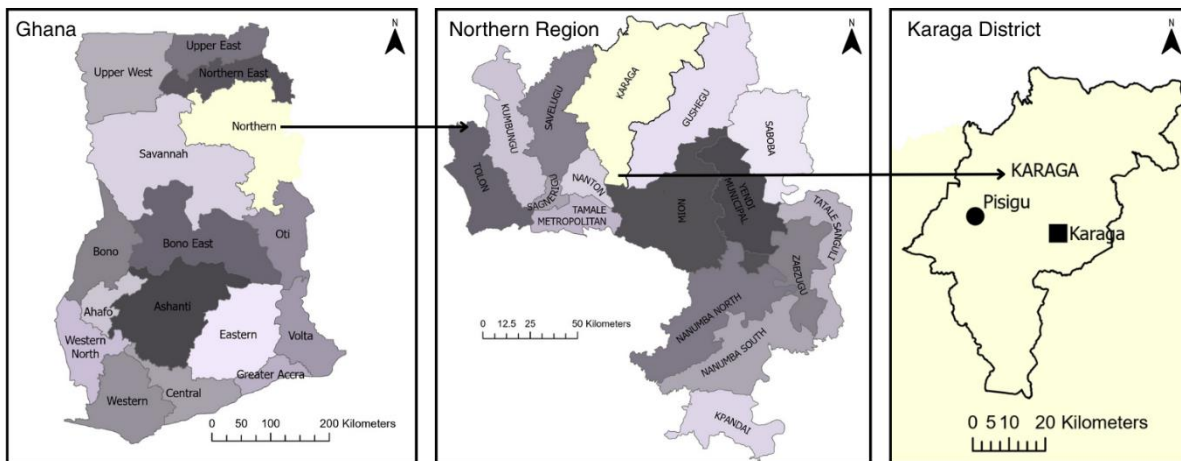 Ghana
N
Upper East
Upper West
Northern East
Northern
Savannah
Bono East
Oti
Bono
Ahafo
Ashanti
Eastern
Volta
Western
North
Greater Accra
Central
Western
0 50 100 200 Kilometers
Northern Region
N
KARAGA
KUMBUNGU
SAVELUGU
GUSHEGU
SABOBA
TOLON
NANTON
SAGNERIGU
TAMALE
METROPOLITAN
MION
YENDI
MUNICIPAL
TATALE SANGULI
ZABZUGU
NANUMBA NORTH
NANUMBA SOUTH
KPANDAI
0 12.5 25 50 Kilometers
Karaga District
N
KARAGA
Pisigu
Karaga
0 5 10 20 Kilometers